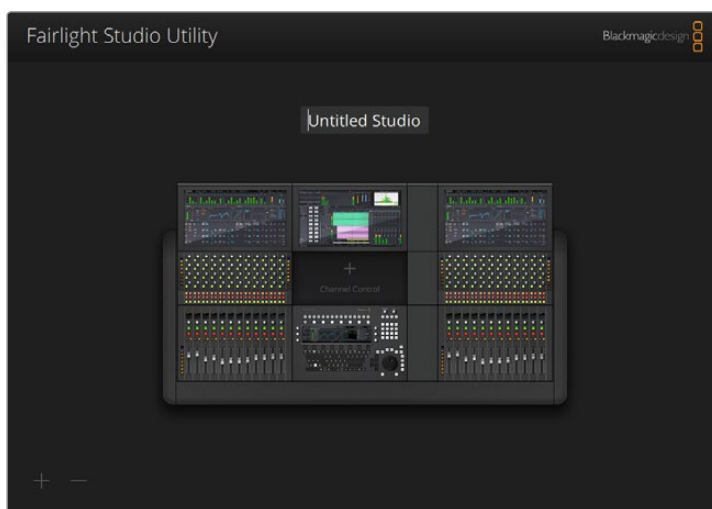 Fairlight Studio Utility
Blackmagicdesign
Untitled Studio
Channel Control